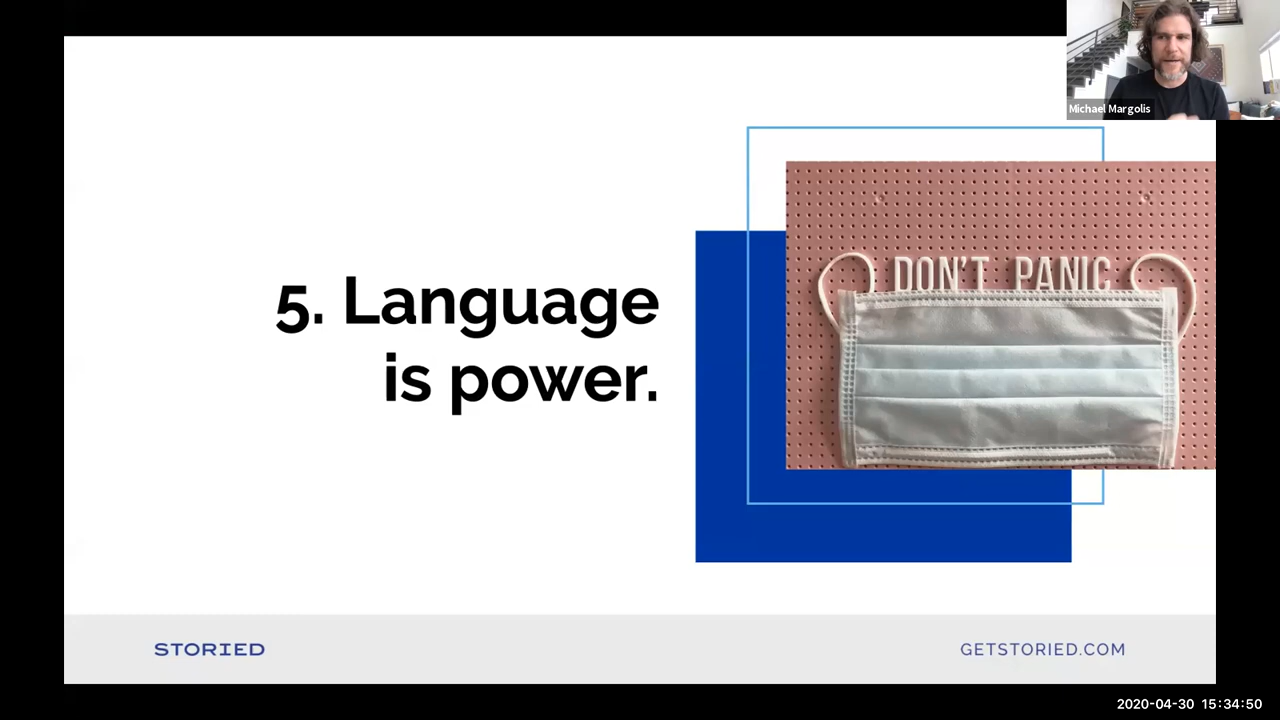 Michael Margolis
5. Language
is power.
DON'T PANIC
STORIED
GETSTORIED.COM
2020-04-30 15:34:50